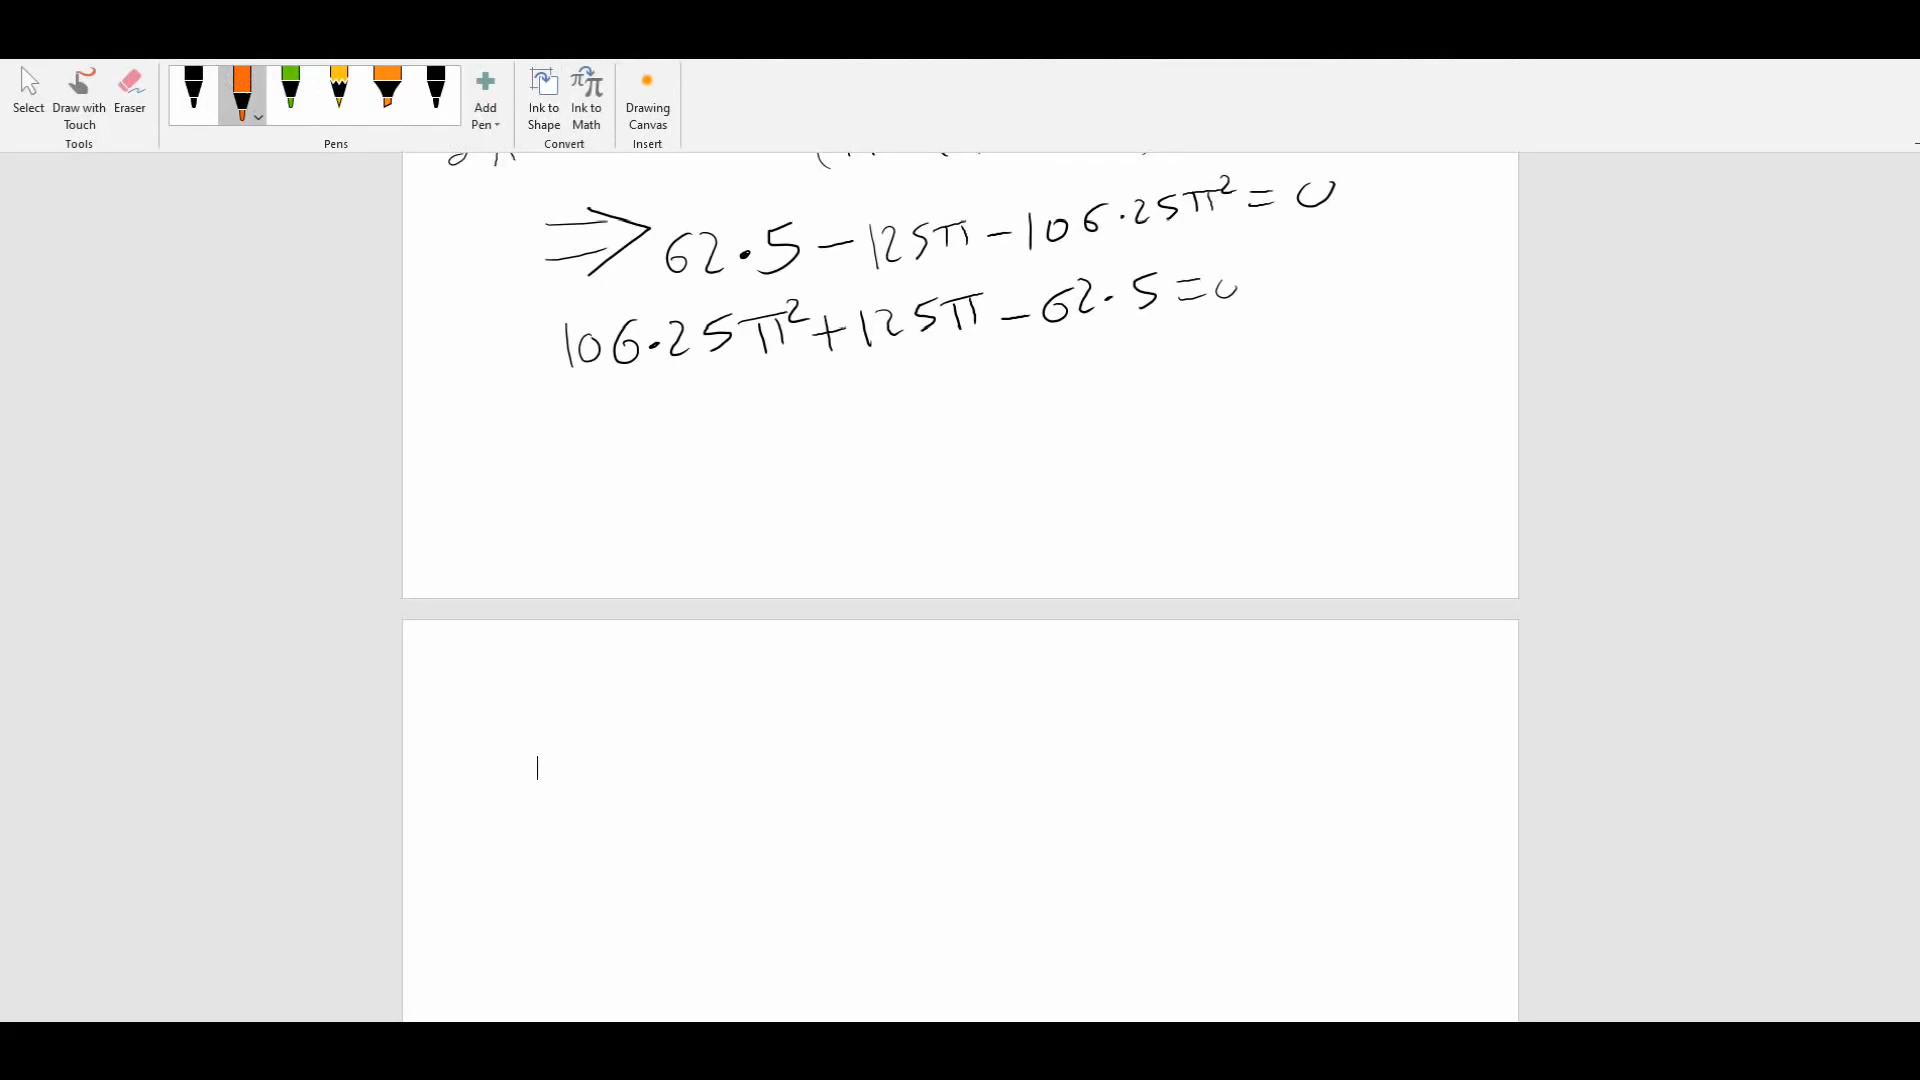 Select
Draw with Touch
Eraser
Tools
Pens
Add Pen
Ink to Shape
Ink to Math
Convert
Drawing Canvas
Insert
⇒ 62.5 - 125π - 106.25π² = 0
106.25π² + 125π - 62.5 = 0